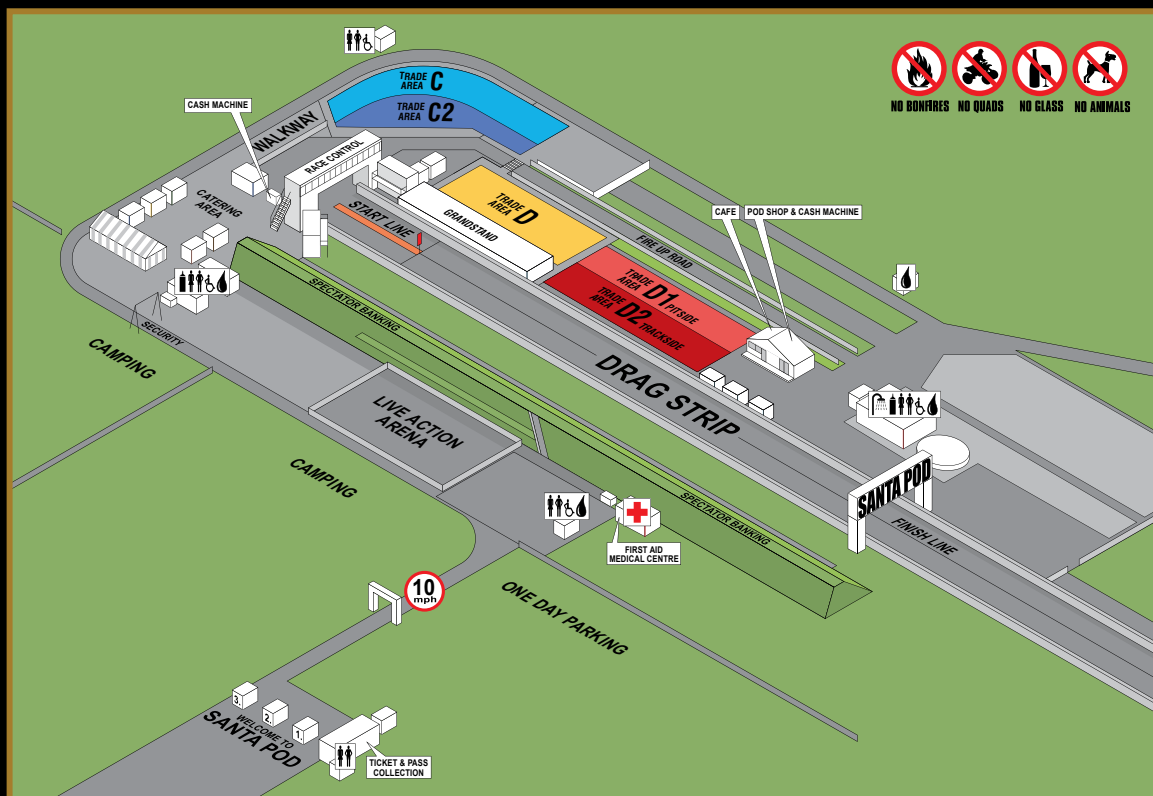 NO BONFIRES
NO QUADS
NO GLASS
NO ANIMALS
TRADE
AREA C
TRADE
AREA C2
CASH MACHINE
WALKWAY
RACE CONTROL
CATERING
AREA
START LINE
TRADE
AREA D
GRANDSTAND
CAFE
POD SHOP & CASH MACHINE
FIRE UP ROAD
TRADE
AREA D1 PITSIDE
TRADE
AREA D2 TRACKSIDE
SPECTATOR BANKING
SECURITY
CAMPING
DRAG STRIP
LIVE ACTION
ARENA
CAMPING
SANTA POD
SPECTATOR BANKING
FINISH LINE
FIRST AID
MEDICAL CENTRE
10
mph
ONE DAY PARKING
3.
2.
1.
WELCOME TO
SANTA POD
TICKET & PASS
COLLECTION